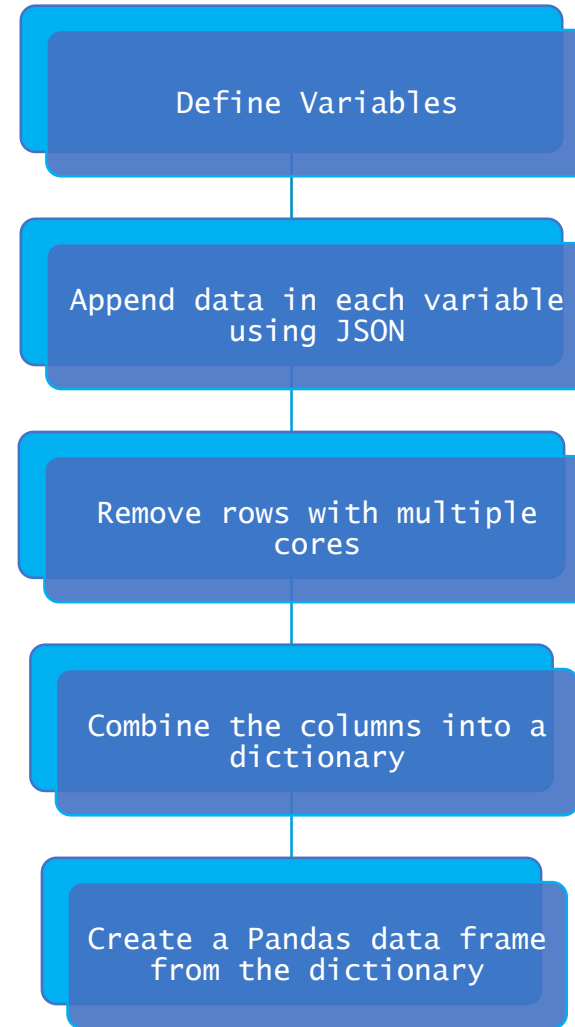 Define Variables
Append data in each variable
using JSON
Remove rows with multiple
cores
Combine the columns into a
dictionary
Create a Pandas data frame
from the dictionary